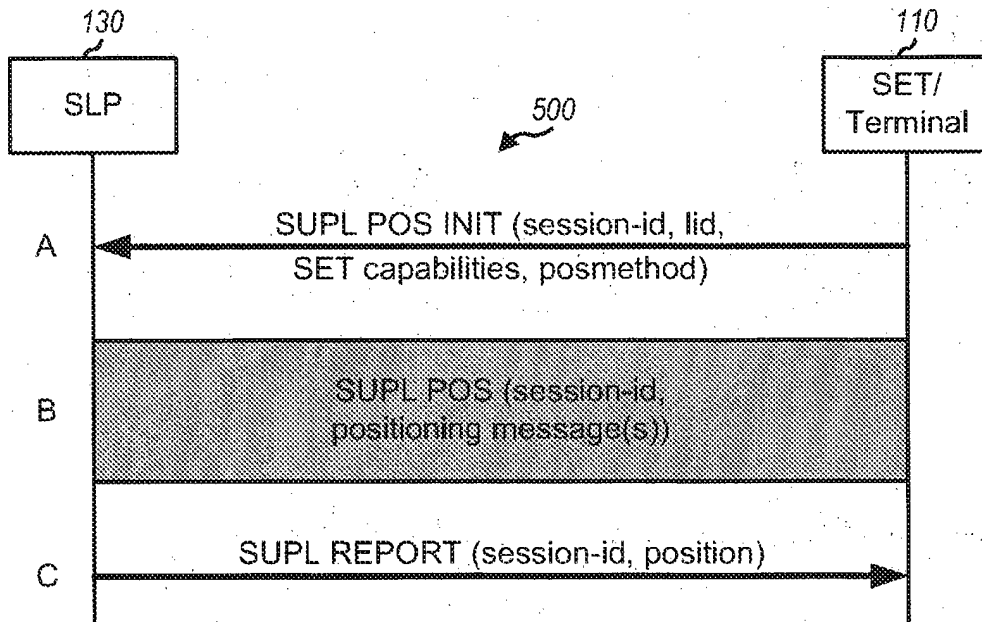 130
110
SLP
SET/
Terminal
500
A
SUPL POS INIT (session-id, lid,
SET capabilities, posmethod)
B
SUPL POS (session-id,
positioning message(s))
C
SUPL REPORT (session-id, position)